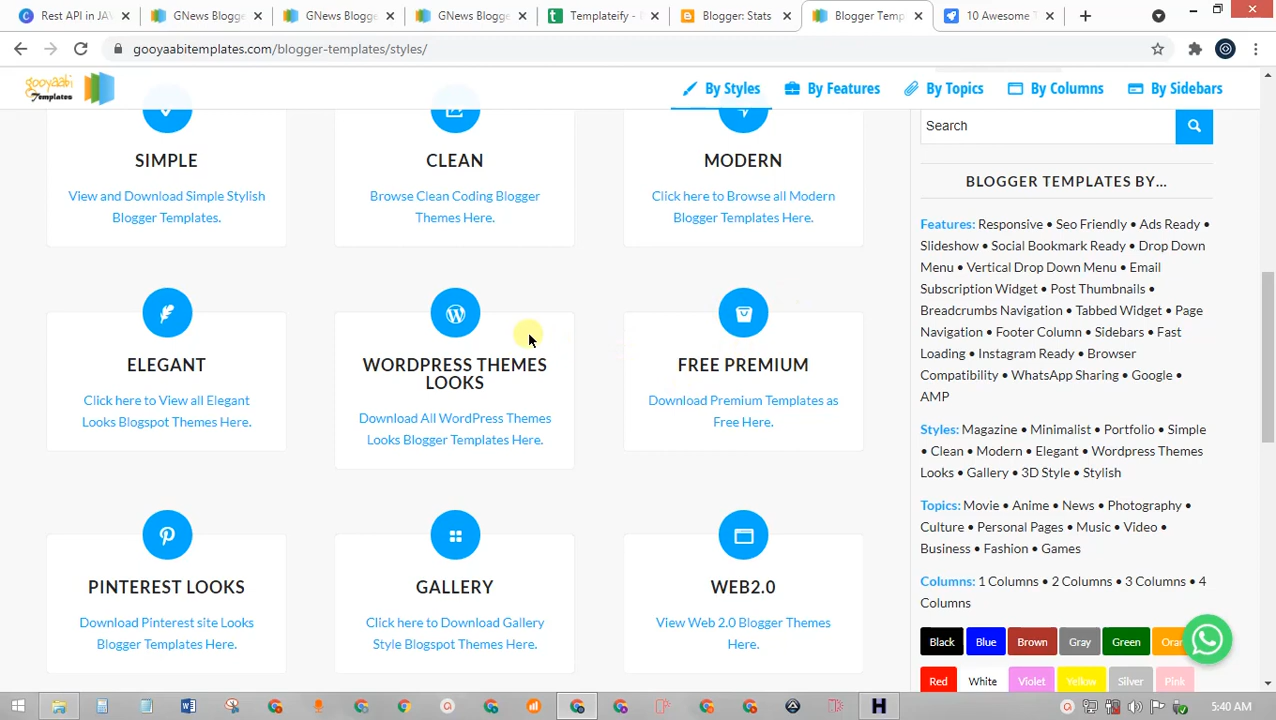 Rest API in JAV
GNews Blogge
GNews Blogge
GNews Blogge
Templateify - F
Blogger: Stats
Blogger Temp
10 Awesome T
gooyaabitemplates.com/blogger-templates/styles/
gooyaabi
Templates
By Styles
By Features
By Topics
By Columns
By Sidebars
SIMPLE
View and Download Simple Stylish
Blogger Templates.
CLEAN
Browse Clean Coding Blogger
Themes Here.
MODERN
Click here to Browse all Modern
Blogger Templates Here.
ELEGANT
Click here to View all Elegant
Looks Blogspot Themes Here.
WORDPRESS THEMES
LOOKS
Download All WordPress Themes
Looks Blogger Templates Here.
FREE PREMIUM
Download Premium Templates as
Free Here.
PINTEREST LOOKS
Download Pinterest site Looks
Blogger Templates Here.
GALLERY
Click here to Download Gallery
Style Blogspot Themes Here.
WEB2.0
View Web 2.0 Blogger Themes
Here.
Search
BLOGGER TEMPLATES BY...
Features: Responsive • Seo Friendly • Ads Ready •
Slideshow • Social Bookmark Ready • Drop Down
Menu • Vertical Drop Down Menu • Email
Subscription Widget • Post Thumbnails •
Breadcrumbs Navigation • Tabbed Widget • Page
Navigation • Footer Column • Sidebars • Fast
Loading • Instagram Ready • Browser
Compatibility • WhatsApp Sharing • Google •
AMP
Styles: Magazine • Minimalist • Portfolio • Simple
• Clean • Modern • Elegant • Wordpress Themes
Looks • Gallery • 3D Style • Stylish
Topics: Movie • Anime • News • Photography •
Culture • Personal Pages • Music • Video •
Business • Fashion • Games
Columns: 1 Columns • 2 Columns • 3 Columns • 4
Columns
Black Blue Brown Gray Green Oran
Red White Violet Yellow Silver Pink
5:40 AM